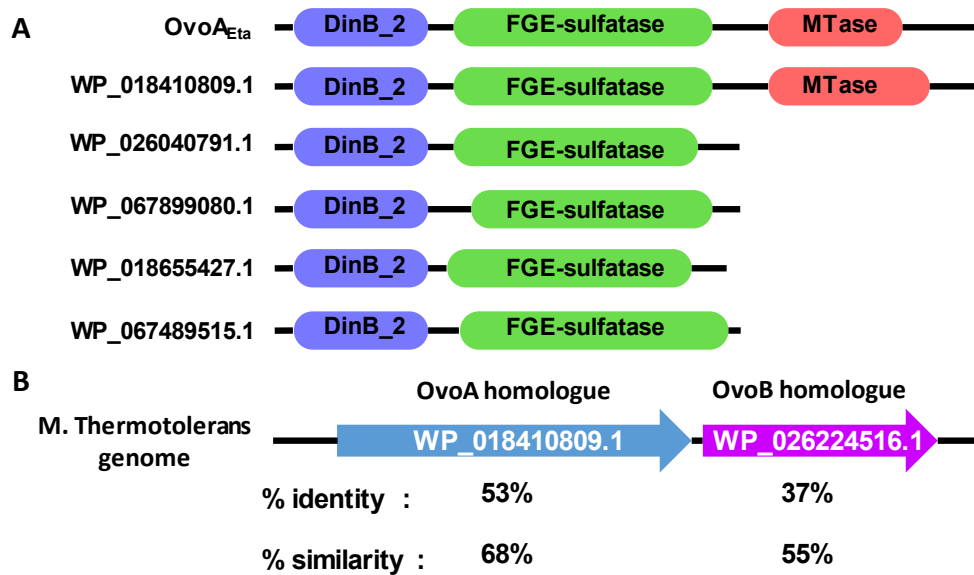 A
OvoAEta DinB_2 FGE-sulfatase MTase
WP_018410809.1 DinB_2 FGE-sulfatase MTase
WP_026040791.1 DinB_2 FGE-sulfatase
WP_067899080.1 DinB_2 FGE-sulfatase
WP_018655427.1 DinB_2 FGE-sulfatase
WP_067489515.1 DinB_2 FGE-sulfatase
B
OvoA homologue OvoB homologue
M. Thermotolerans
genome
WP_018410809.1 WP_026224516.1
% identity : 53% 37%
% similarity : 68% 55%